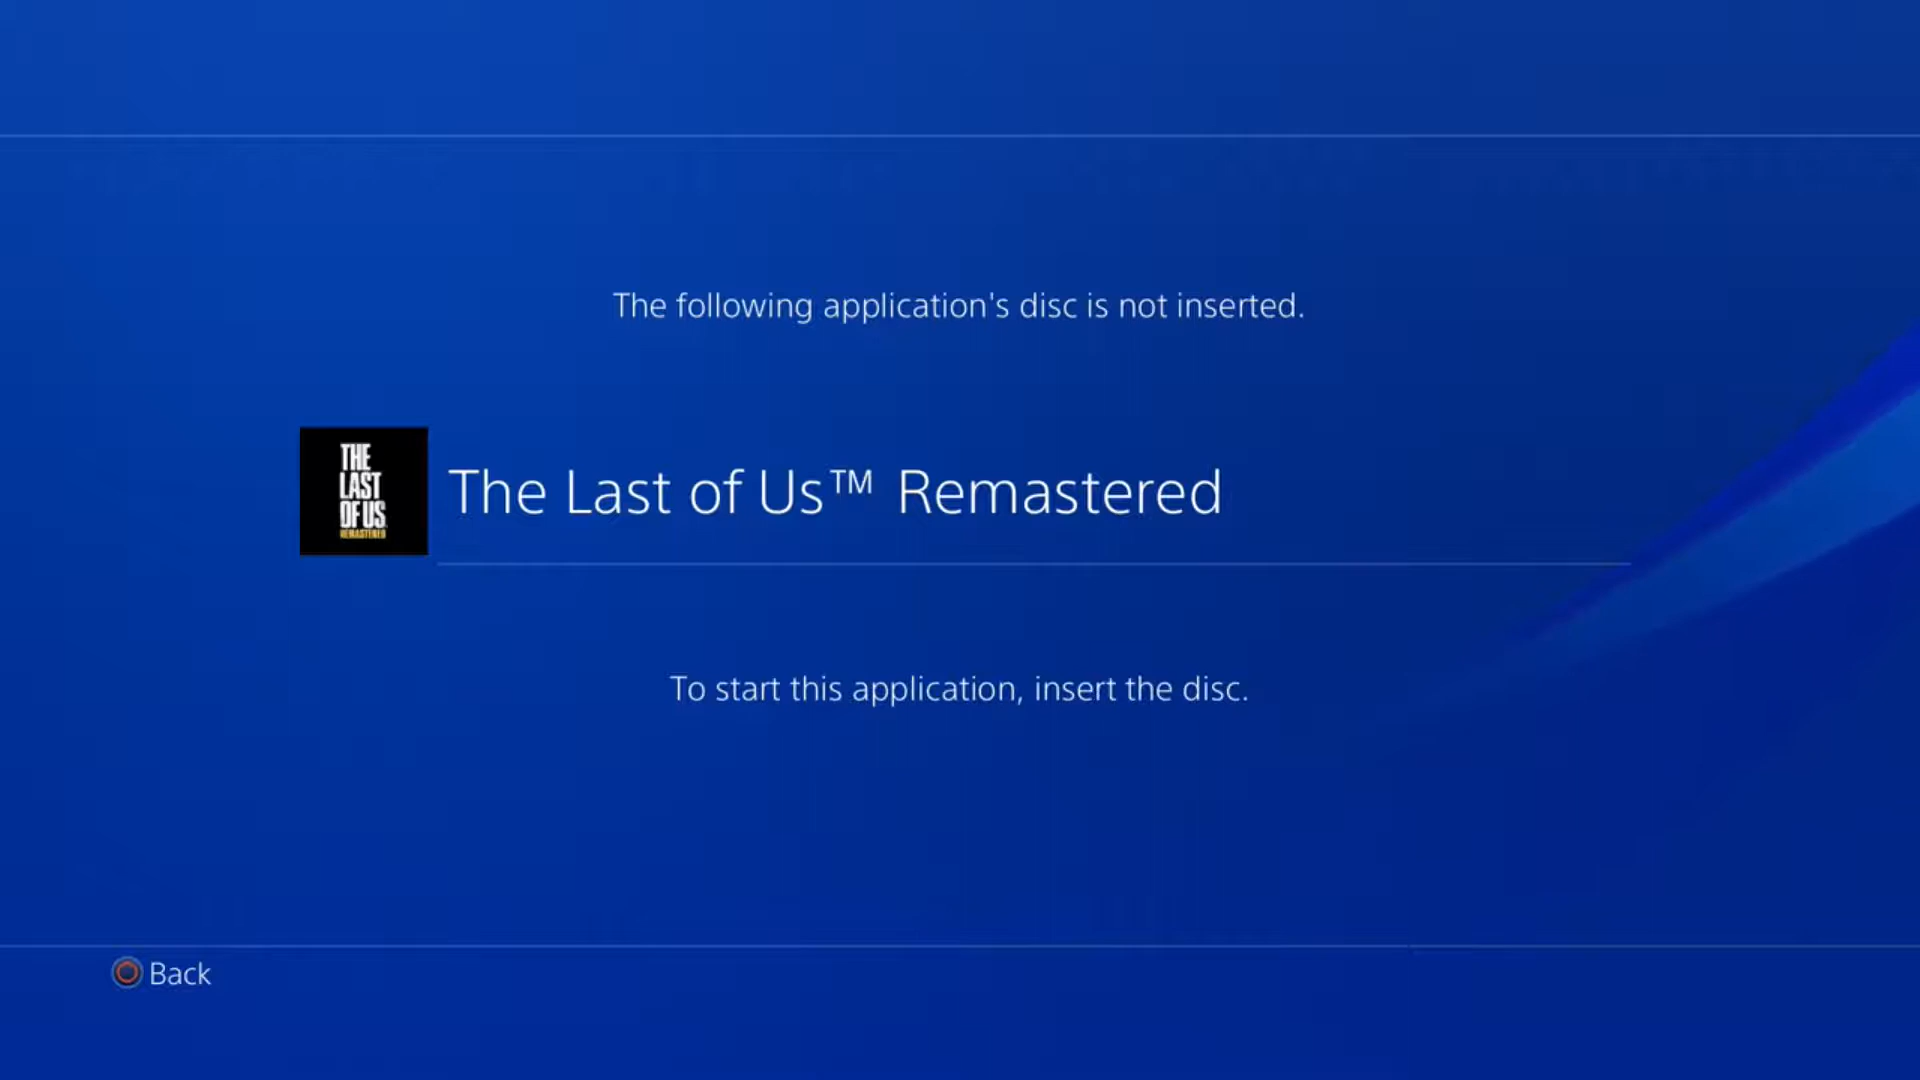 The following application's disc is not inserted.
THE
LAST
OF US
REMASTERED
The Last of Us™ Remastered
To start this application, insert the disc.
Back